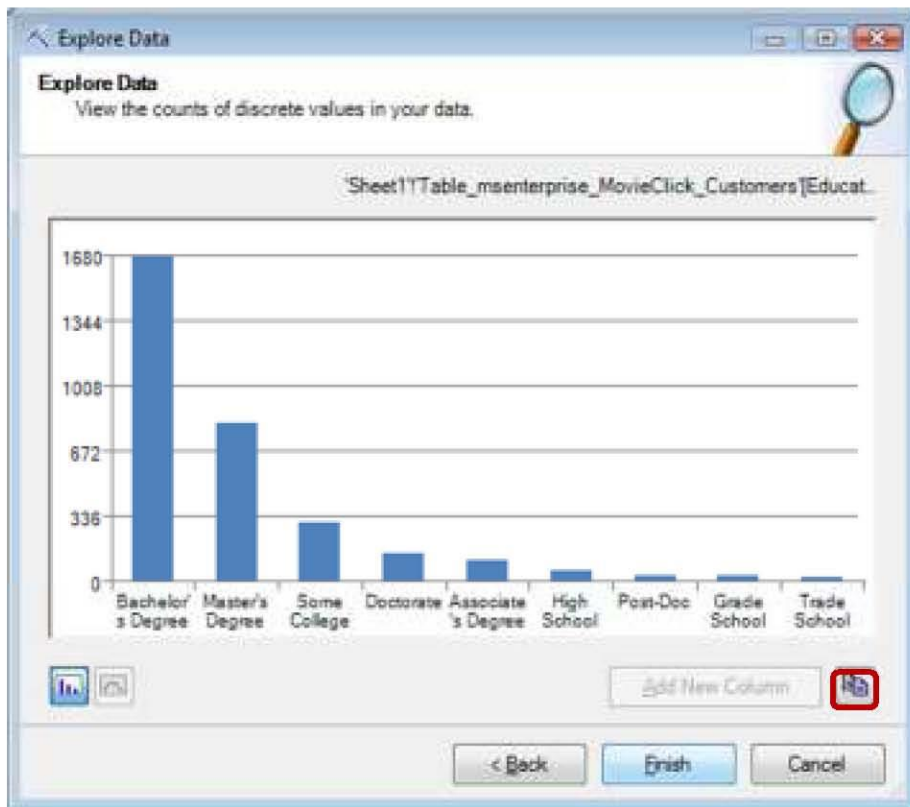 Explore Data
Explore Data
View the counts of discrete values in your data.
'Sheet1'!'Table_msenterprise_MovieClick_Customers'[Educat...
1680
1344
1008
672
336
0
Bachelor' Master's Some Doctorate Associate High Post-Doc Grade Trade
s Degree Degree College 's Degree School School School
Add New Column
< Back Finish Cancel